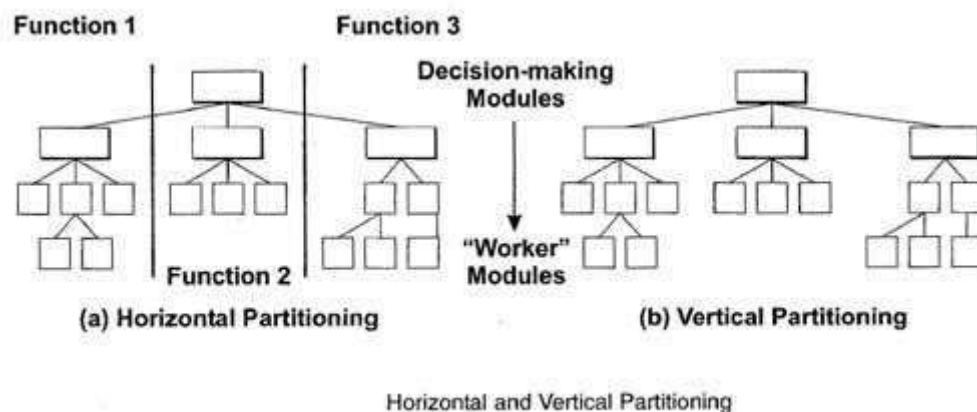 Function 1
Function 3
Decision-making
Modules
Function 2
"Worker"
Modules
(a) Horizontal Partitioning
(b) Vertical Partitioning
Horizontal and Vertical Partitioning